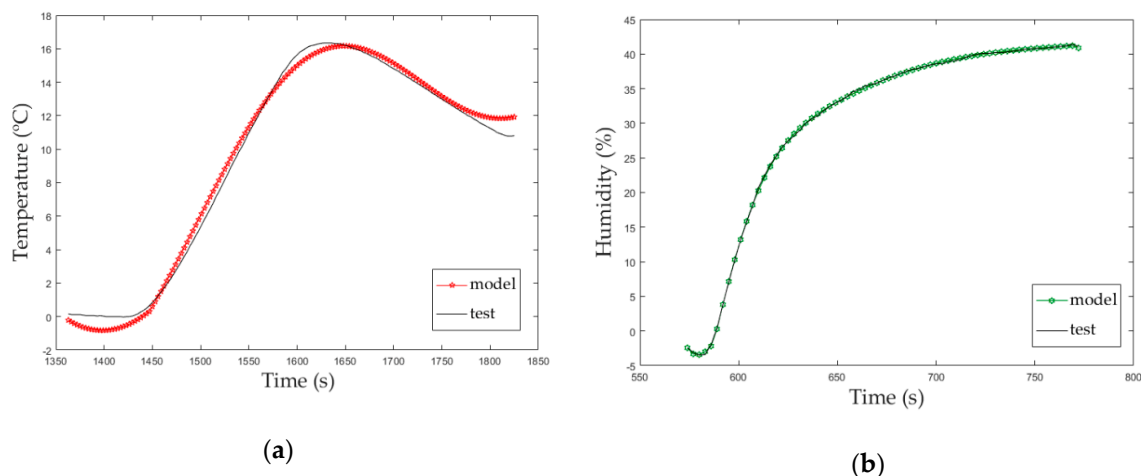 18
16
14
12
10
8
6
4
2
0
-2
Temperature (ºC)
model
test
1350 1400 1450 1500 1550 1600 1650 1700 1750 1800 1850
Time (s)
(a)
45
40
35
30
25
20
15
10
5
0
-5
Humidity (%)
model
test
550 600 650 700 750 800
Time (s)
(b)